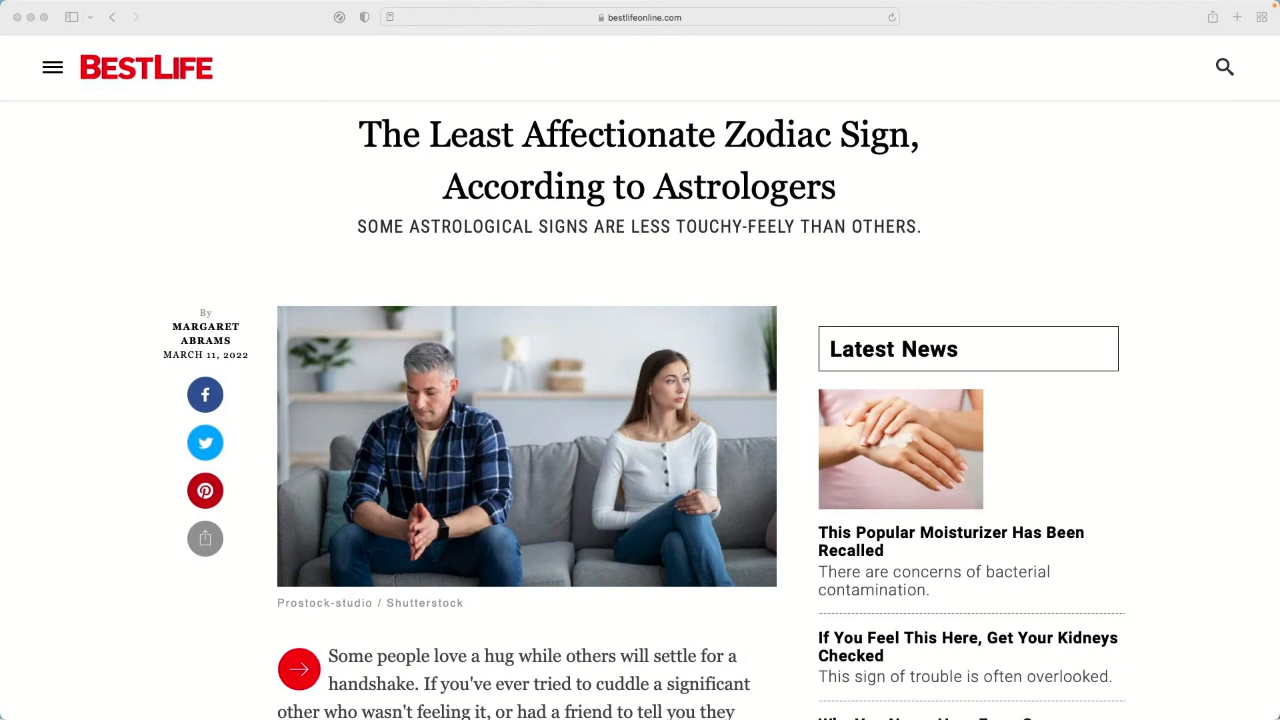 bestlifeonline.com
BESTLIFE
The Least Affectionate Zodiac Sign,
According to Astrologers
SOME ASTROLOGICAL SIGNS ARE LESS TOUCHY-FEELY THAN OTHERS.
By
MARGARET
ABRAMS
MARCH 11, 2022
Prostock-studio / Shutterstock
Some people love a hug while others will settle for a
handshake. If you've ever tried to cuddle a significant
other who wasn't feeling it, or had a friend to tell you they
Latest News
This Popular Moisturizer Has Been
Recalled
There are concerns of bacterial
contamination.
If You Feel This Here, Get Your Kidneys
Checked
This sign of trouble is often overlooked.